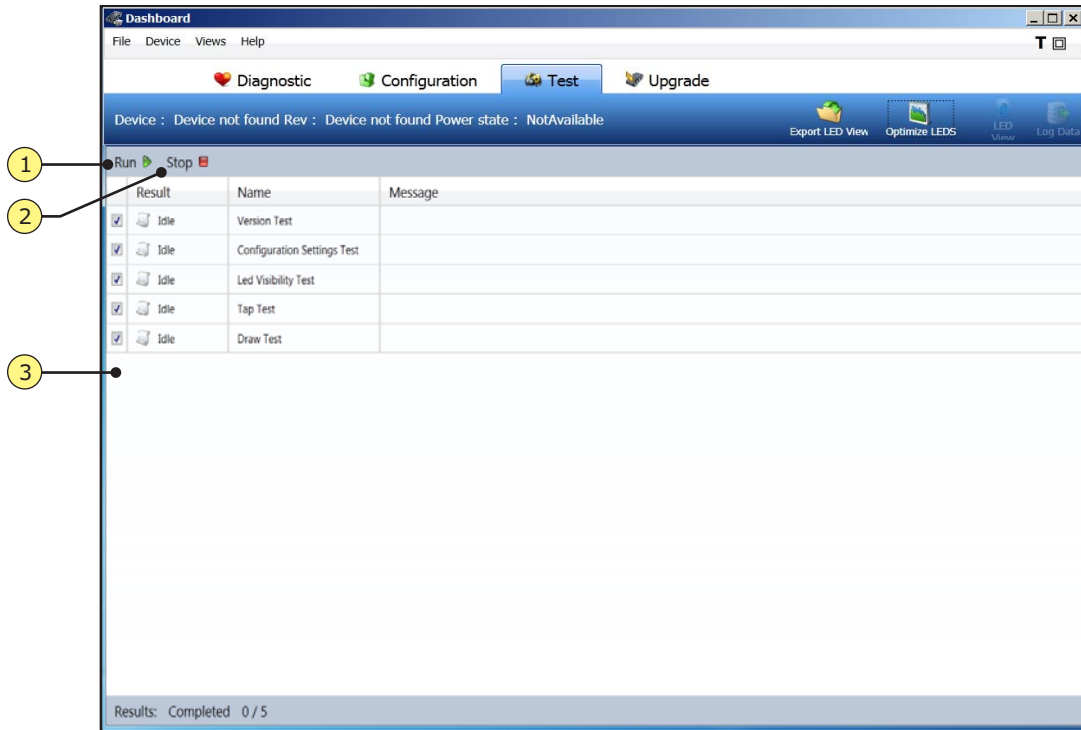 Dashboard
File Device Views Help
T
Diagnostic Configuration Test Upgrade
Device : Device not found Rev : Device not found Power state : NotAvailable
Export LED View Optimize LEDS LED View Log Data
1
Run Stop
2
Result Name Message
Idle Version Test
Idle Configuration Settings Test
Idle Led Visibility Test
Idle Tap Test
Idle Draw Test
3
Results: Completed 0 / 5